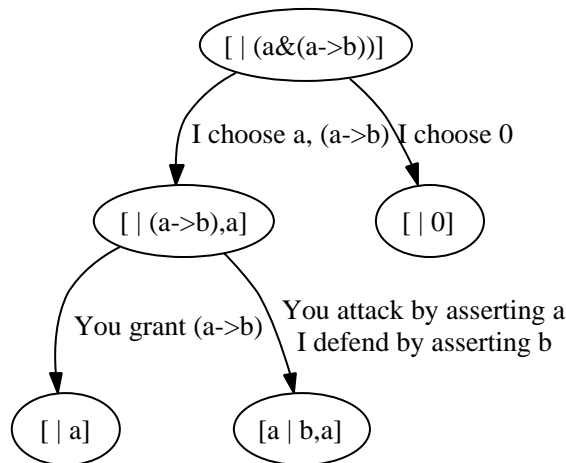 [ | (a&(a->b))]
I choose a, (a->b)
I choose 0
[ | (a->b),a]
[ | 0]
You grant (a->b)
You attack by asserting a
I defend by asserting b
[ | a]
[a | b,a]